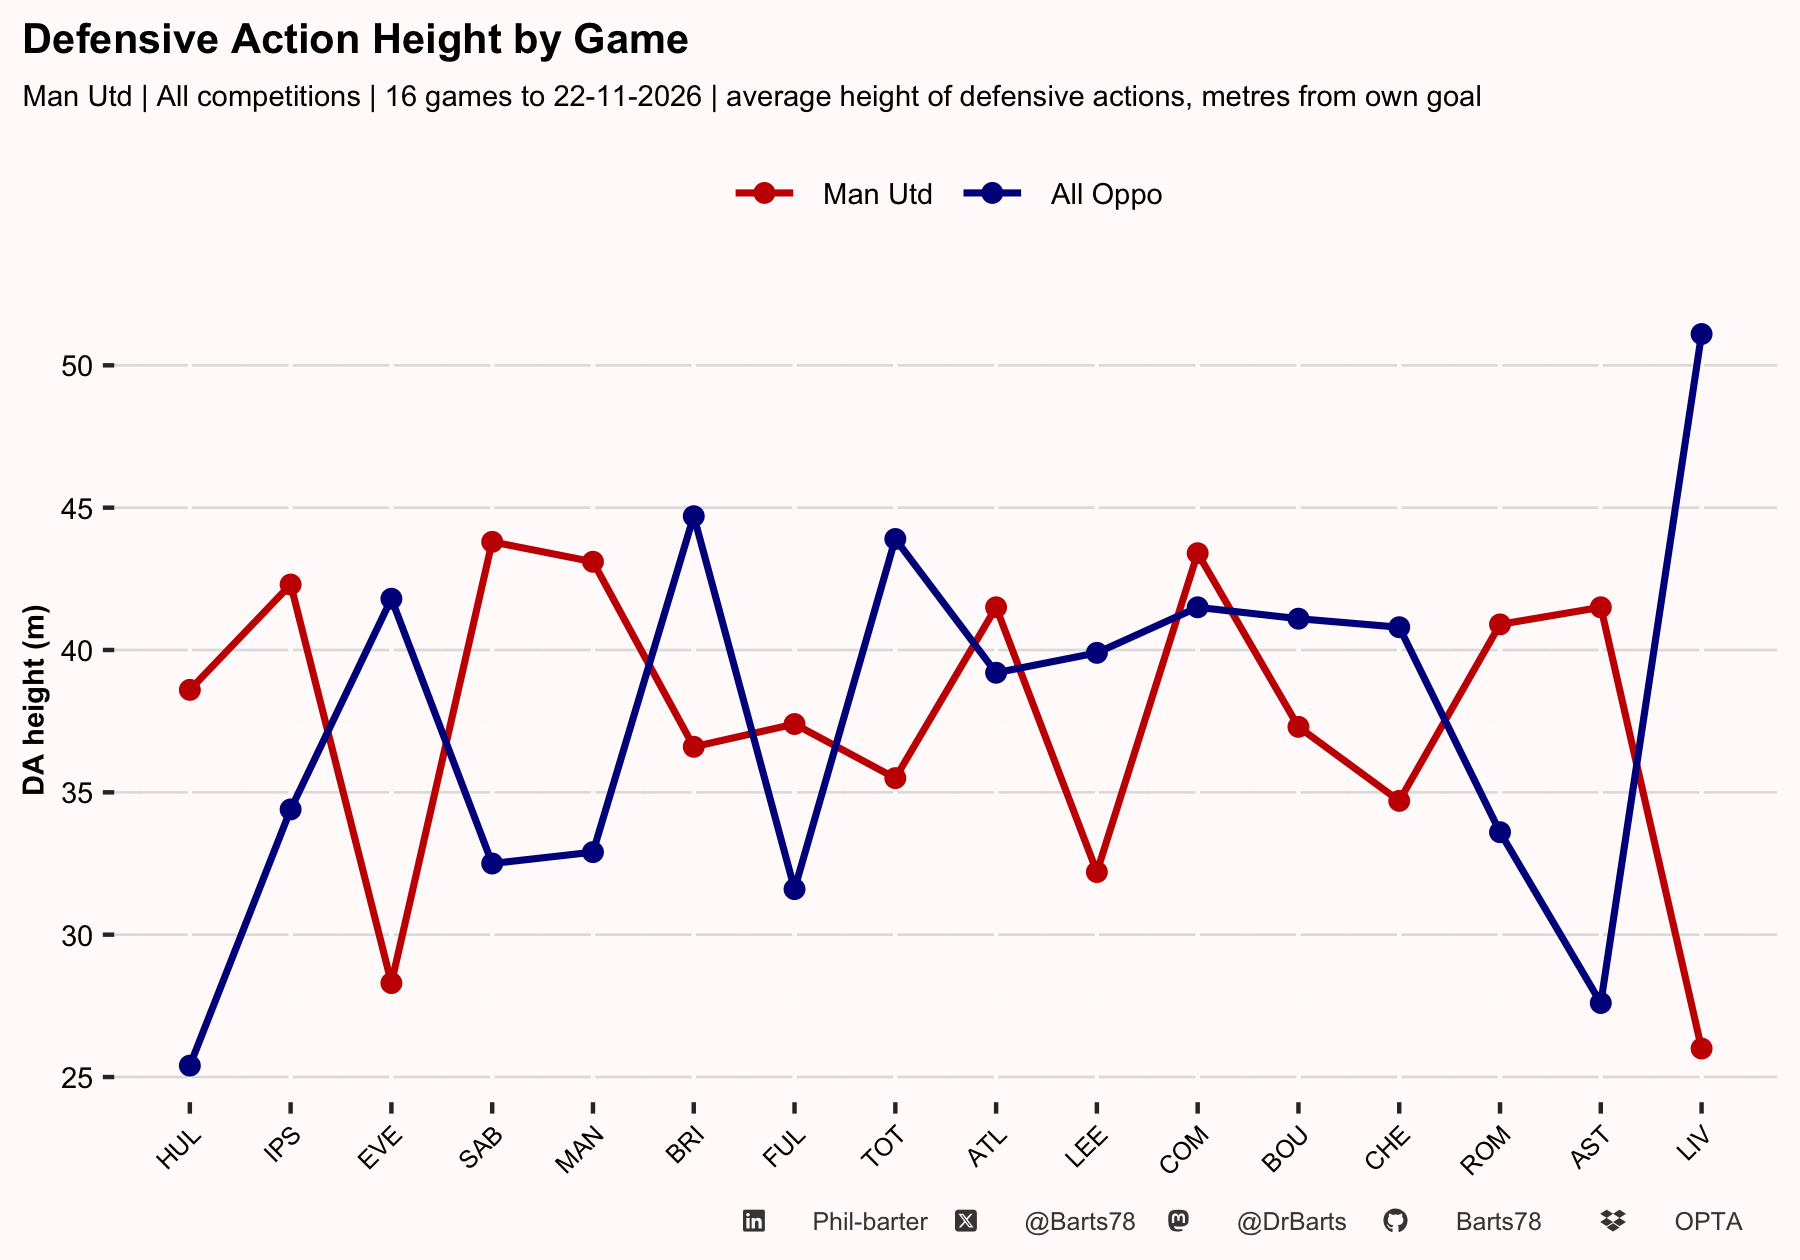 Defensive Action Height by Game
Man Utd | All competitions | 16 games to 22-11-2026 | average height of defensive actions, metres from own goal
Man Utd All Oppo
DA height (m)
50
45
40
35
30
25
HUL IPS EVE SAB MAN BRI FUL TOT ATL LEE COM BOU CHE ROM AST LIV
Phil-barter @Barts78 @DrBarts Barts78 OPTA